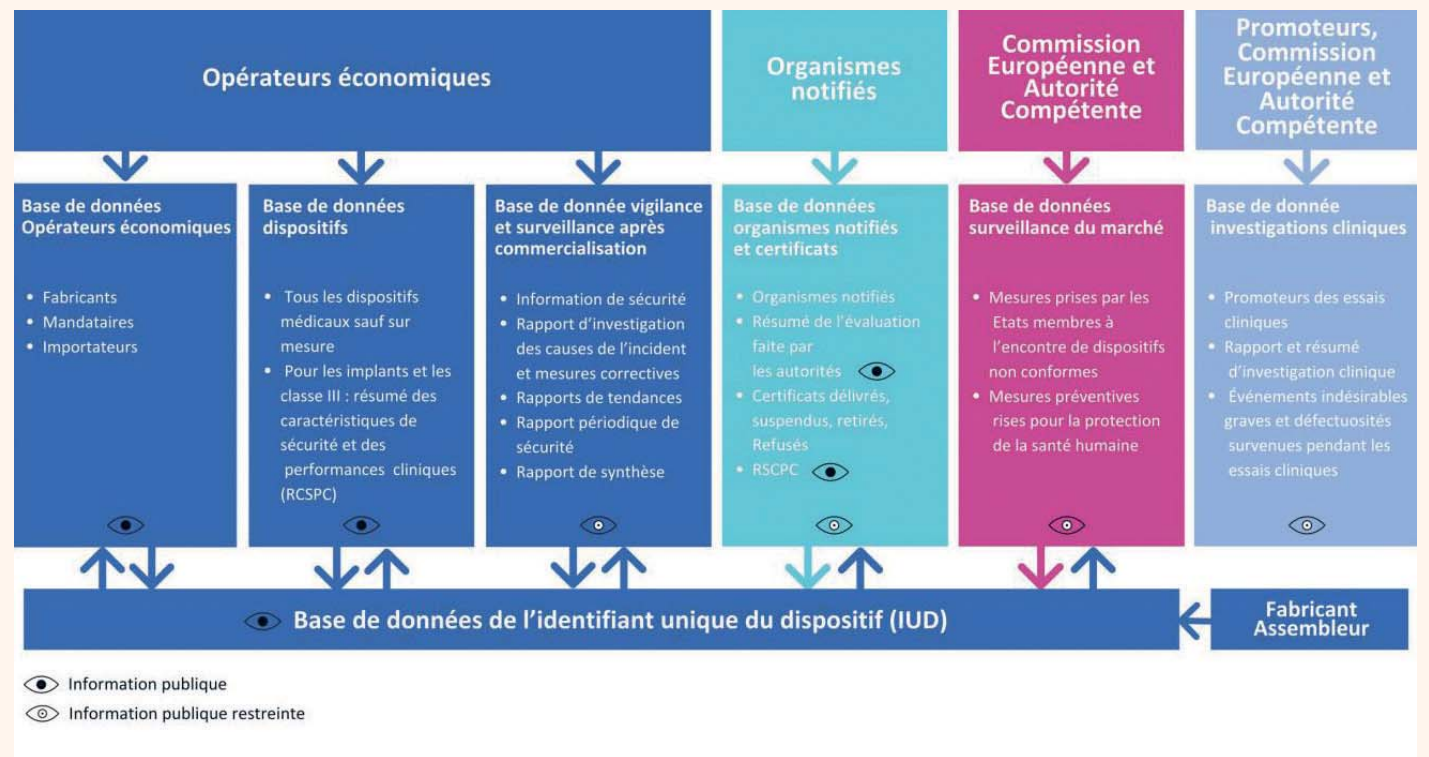 Opérateurs économiques
Organismes
notifiés
Commission
Européenne et
Autorité
Compétente
Promoteurs,
Commission
Européenne et
Autorité
Compétente
Base de données
Opérateurs économiques
• Fabricants
• Mandataires
• Importateurs
Base de données
dispositifs
• Tous les dispositifs
médicaux sauf sur
mesure
• Pour les implants et les
classe III : résumé des
caractéristiques de
sécurité et des
performances cliniques
(RCSPC)
Base de donnée vigilance
et surveillance après
commercialisation
• Information de sécurité
• Rapport d’investigation
des causes de l’incident
et mesures correctives
• Rapports de tendances
• Rapport périodique de
sécurité
• Rapport de synthèse
Base de données
organismes notifiés
et certificats
• Organismes notifiés
• Résumé de l’évaluation
faite par
les autorités
• Certificats délivrés,
suspendus, retirés,
Refusés
• RSCPC
Base de données
surveillance du marché
• Mesures prises par les
Etats membres à
l’encontre de dispositifs
non conformes
• Mesures préventives
rises pour la protection
de la santé humaine
Base de donnée
investigations cliniques
• Promoteurs des essais
cliniques
• Rapport et résumé
d’investigation clinique
• Événements indésirables
graves et défectuosités
survenues pendant les
essais cliniques
Base de données de l’identifiant unique du dispositif (IUD)
Fabricant
Assembleur
Information publique
Information publique restreinte